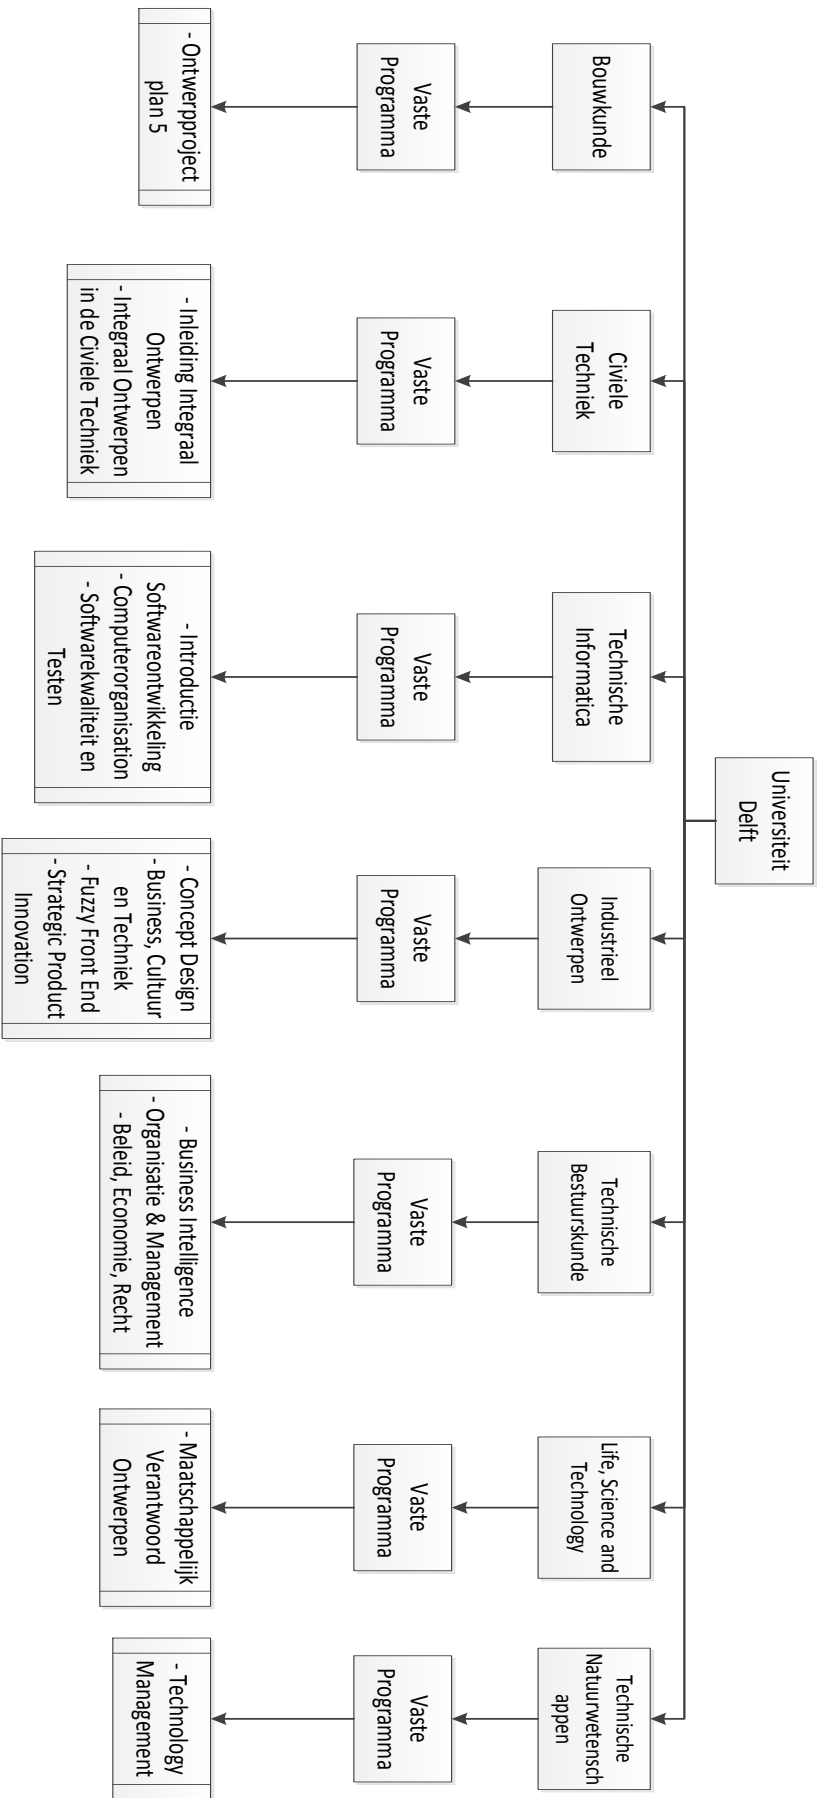 Universiteit
Delft
Bouwkunde
Civiele
Techniek
Technische
Informatica
Industrieel
Ontwerpen
Technische
Bestuurskunde
Life, Science and
Technology
Technische
Natuurwetensch
appen
Vaste
Programma
Vaste
Programma
Vaste
Programma
Vaste
Programma
Vaste
Programma
Vaste
Programma
Vaste
Programma
- Ontwerpproject
plan 5
- Inleiding Integraal
Ontwerpen
- Integraal Ontwerpen
in de Civiele Techniek
- Introductie
Softwareontwikkeling
- Computerorganisation
- Softwarekwaliteit en
Testen
- Concept Design
- Business, Cultuur
en Techniek
- Fuzzy Front End
- Strategic Product
Innovation
- Business Intelligence
- Organisatie & Management
- Beleid, Economie, Recht
- Maatschappelijk
Verantwoord
Ontwerpen
- Technology
Management